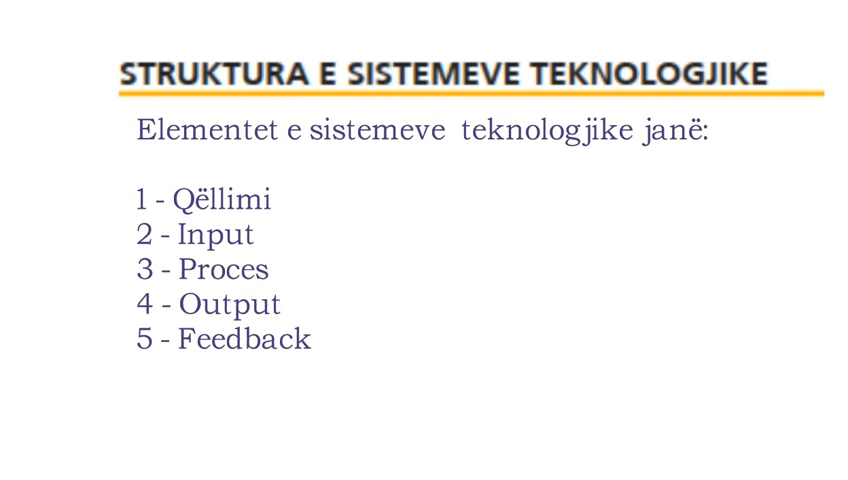 STRUKTURA E SISTEMEVE TEKNOLOGJIKE
Elementet e sistemeve teknologjike janë:
1 - Qëllimi
2 - Input
3 - Proces
4 - Output
5 - Feedback